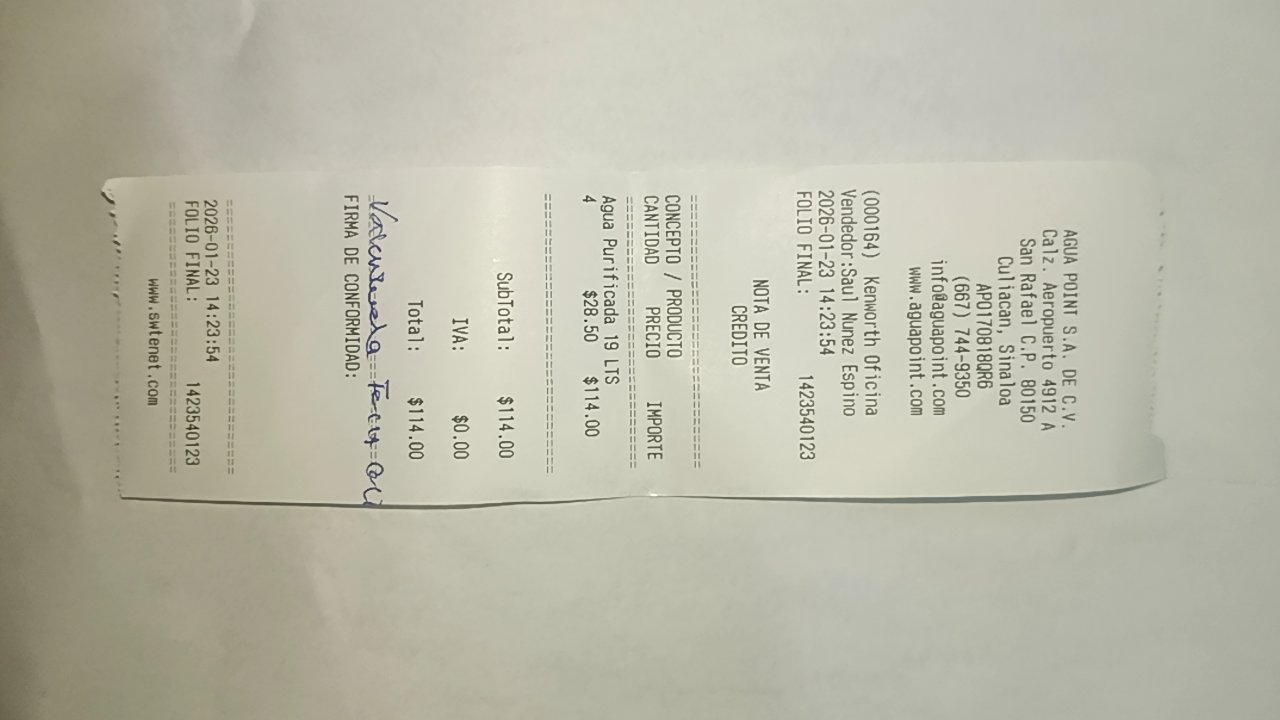 AGUA POINT S.A. DE C.V.
Calz. Aeropuerto 4912 A
San Rafael C.P. 80150
Culiacan, Sinaloa
APO1708180R6
(667) 744-9350
info@aguapoint.com
www.aguapoint.com
(000164) Kenworth Oficina
Vendedor:Saul Nunez Espino
2026-01-23 14:23:54
FOLIO FINAL: 1423540123
NOTA DE VENTA
CREDITO
CONCEPTO / PRODUCTO
CANTIDAD PRECIO IMPORTE
Agua Purificada 19 LTS
4 $28.50 $114.00
SubTotal: $114.00
IVA: $0.00
Total: $114.00
FIRMA DE CONFORMIDAD:
2026-01-23 14:23:54
FOLIO FINAL: 1423540123
www.swtenet.com